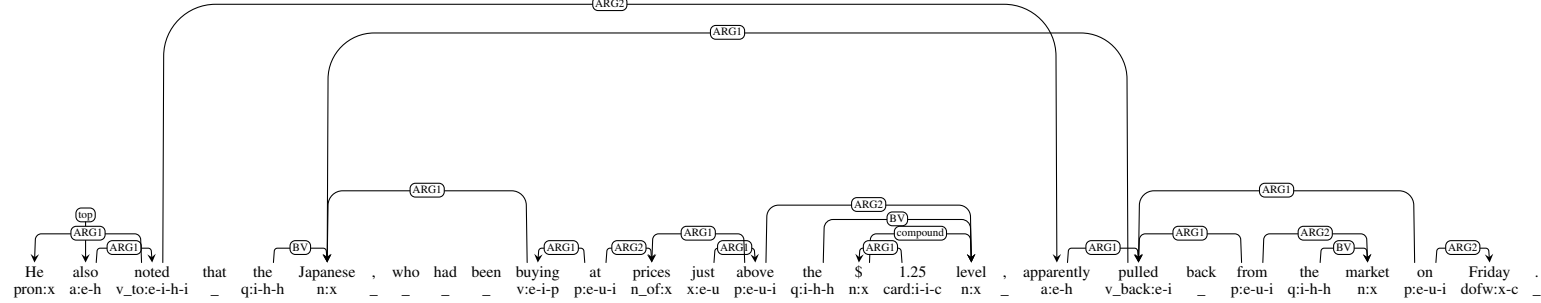 ARG2
ARG1
ARG1
ARG1
top
ARG2
BV
ARG1 ARG1 compound ARG1 ARG2
ARG1 BV ARG1 ARG2 ARG1 ARG1 ARG1 BV ARG2
He also noted that the Japanese , who had been buying at prices just above the $ 1.25 level , apparently pulled back from the market on Friday .
pron:x a:e-h v_to:e-i-h-i _ q:i-h-h n:x _ _ _ _ v:e-i-p p:e-u-i n_of:x x:e-u p:e-u-i q:i-h-h n:x card:i-i-c n:x _ a:e-h v_back:e-i _ p:e-u-i q:i-h-h n:x p:e-u-i dofw:x-c _